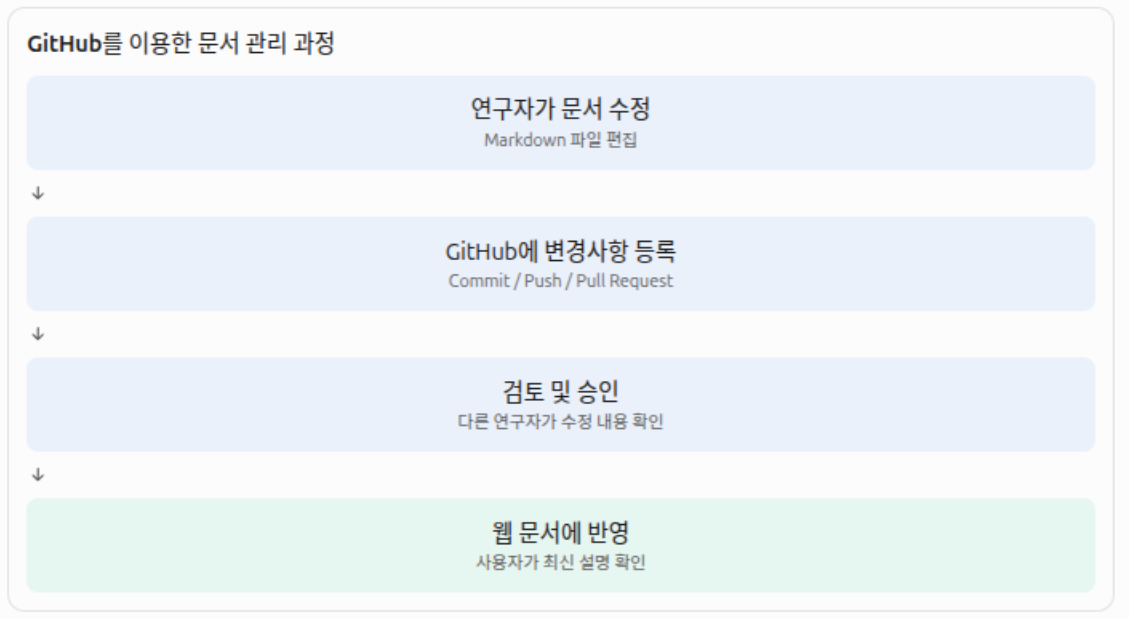 GitHub를 이용한 문서 관리 과정
연구자가 문서 수정
Markdown 파일 편집
↓
GitHub에 변경사항 등록
Commit / Push / Pull Request
↓
검토 및 승인
다른 연구자가 수정 내용 확인
↓
웹 문서에 반영
사용자가 최신 설명 확인